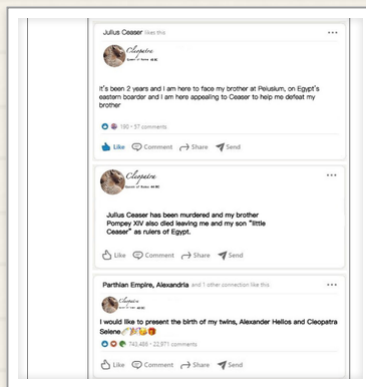 Julius Ceaser likes this
Cleopatra
It's been 2 years and I am here to face my brother at Pelusium, on Egypt's
eastern boarder and I am here appealing to Ceaser to help me defeat my
brother
190 • 57 comments
Like Comment Share Send
Cleopatra
Julius Ceaser has been murdered and my brother
Pompey XIV also died leaving me and my son "little
Ceaser" as rulers of Egypt.
Like Comment Share Send
Parthian Empire, Alexandria and 1 other connection like this
Cleopatra
I would like to present the birth of my twins, Alexander Helios and Cleopatra
Selene
743,486 • 22,971 comments
Like Comment Share Send